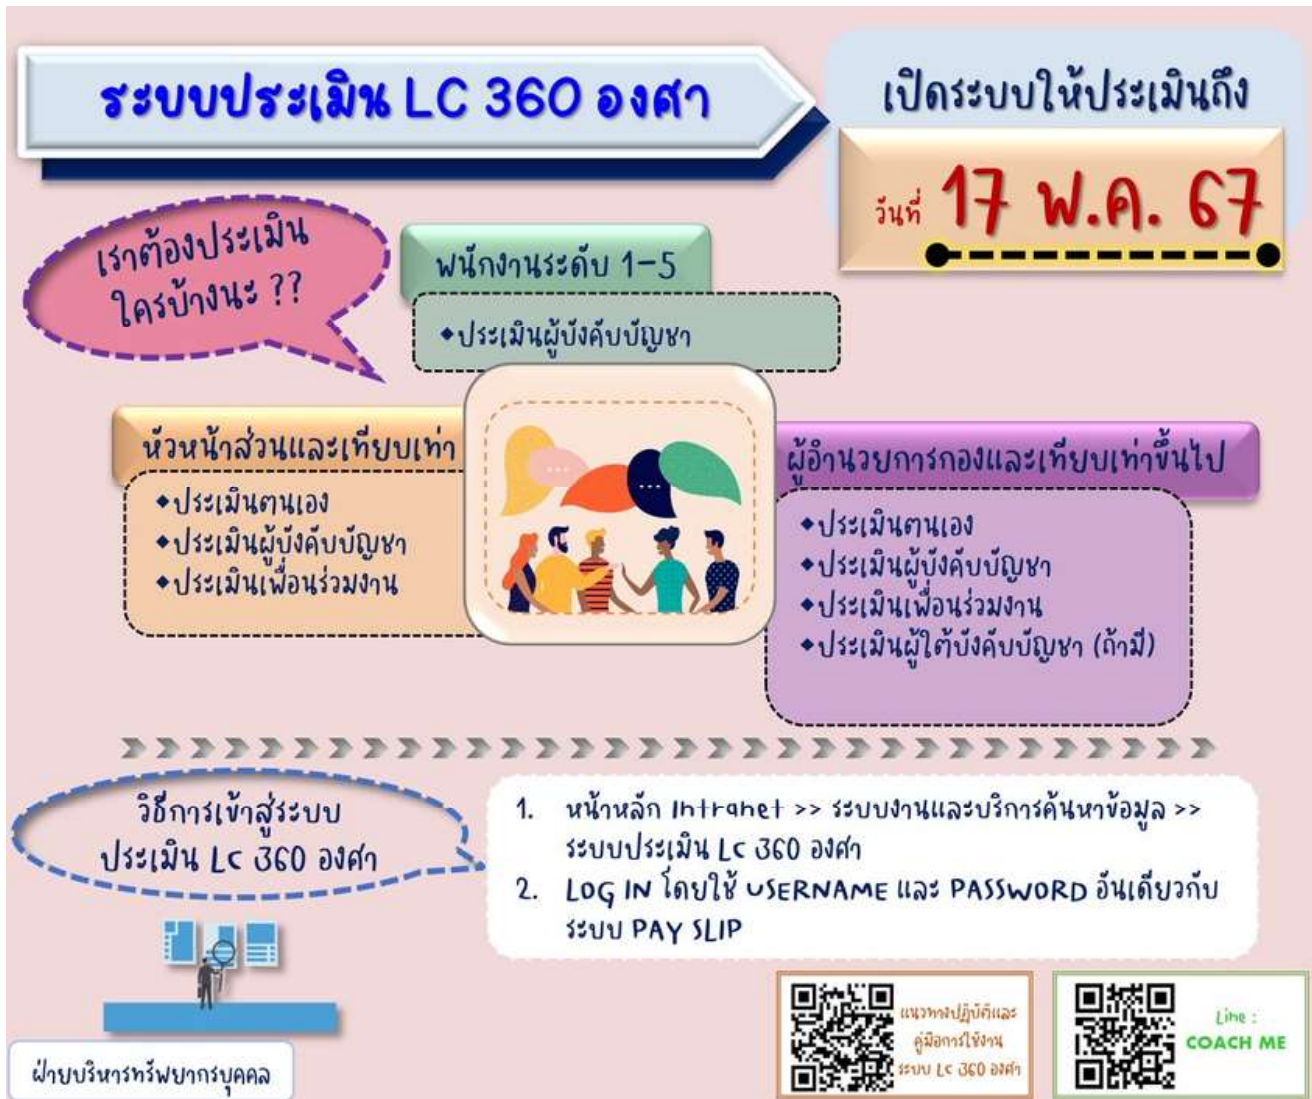 ระบบประเมิน LC 360 องศา
เปิดระบบให้ประเมินถึง
วันที่ 17 พ.ค. 67
เราต้องประเมิน
ใครบ้างนะ ??
พนักงานระดับ 1-5
◆ประเมินผู้บังคับบัญชา
หัวหน้าส่วนและเทียบเท่า
◆ประเมินตนเอง
◆ประเมินผู้บังคับบัญชา
◆ประเมินเพื่อนร่วมงาน
ผู้อำนวยการกองและเทียบเท่าขึ้นไป
◆ประเมินตนเอง
◆ประเมินผู้บังคับบัญชา
◆ประเมินเพื่อนร่วมงาน
◆ประเมินผู้ใต้บังคับบัญชา (ถ้ามี)
วิธีการเข้าสู่ระบบ
ประเมิน LC 360 องศา
1. หน้าหลัก Intranet >> ระบบงานและบริการค้นหาข้อมูล >>
ระบบประเมิน LC 360 องศา
2. LOG IN โดยใช้ USERNAME และ PASSWORD อันเดียวกับ
ระบบ PAY SLIP
ฝ่ายบริหารทรัพยากรบุคคล
แนวทางปฏิบัติและ
คู่มือการใช้งาน
ระบบ LC 360 องศา
Line :
COACH ME